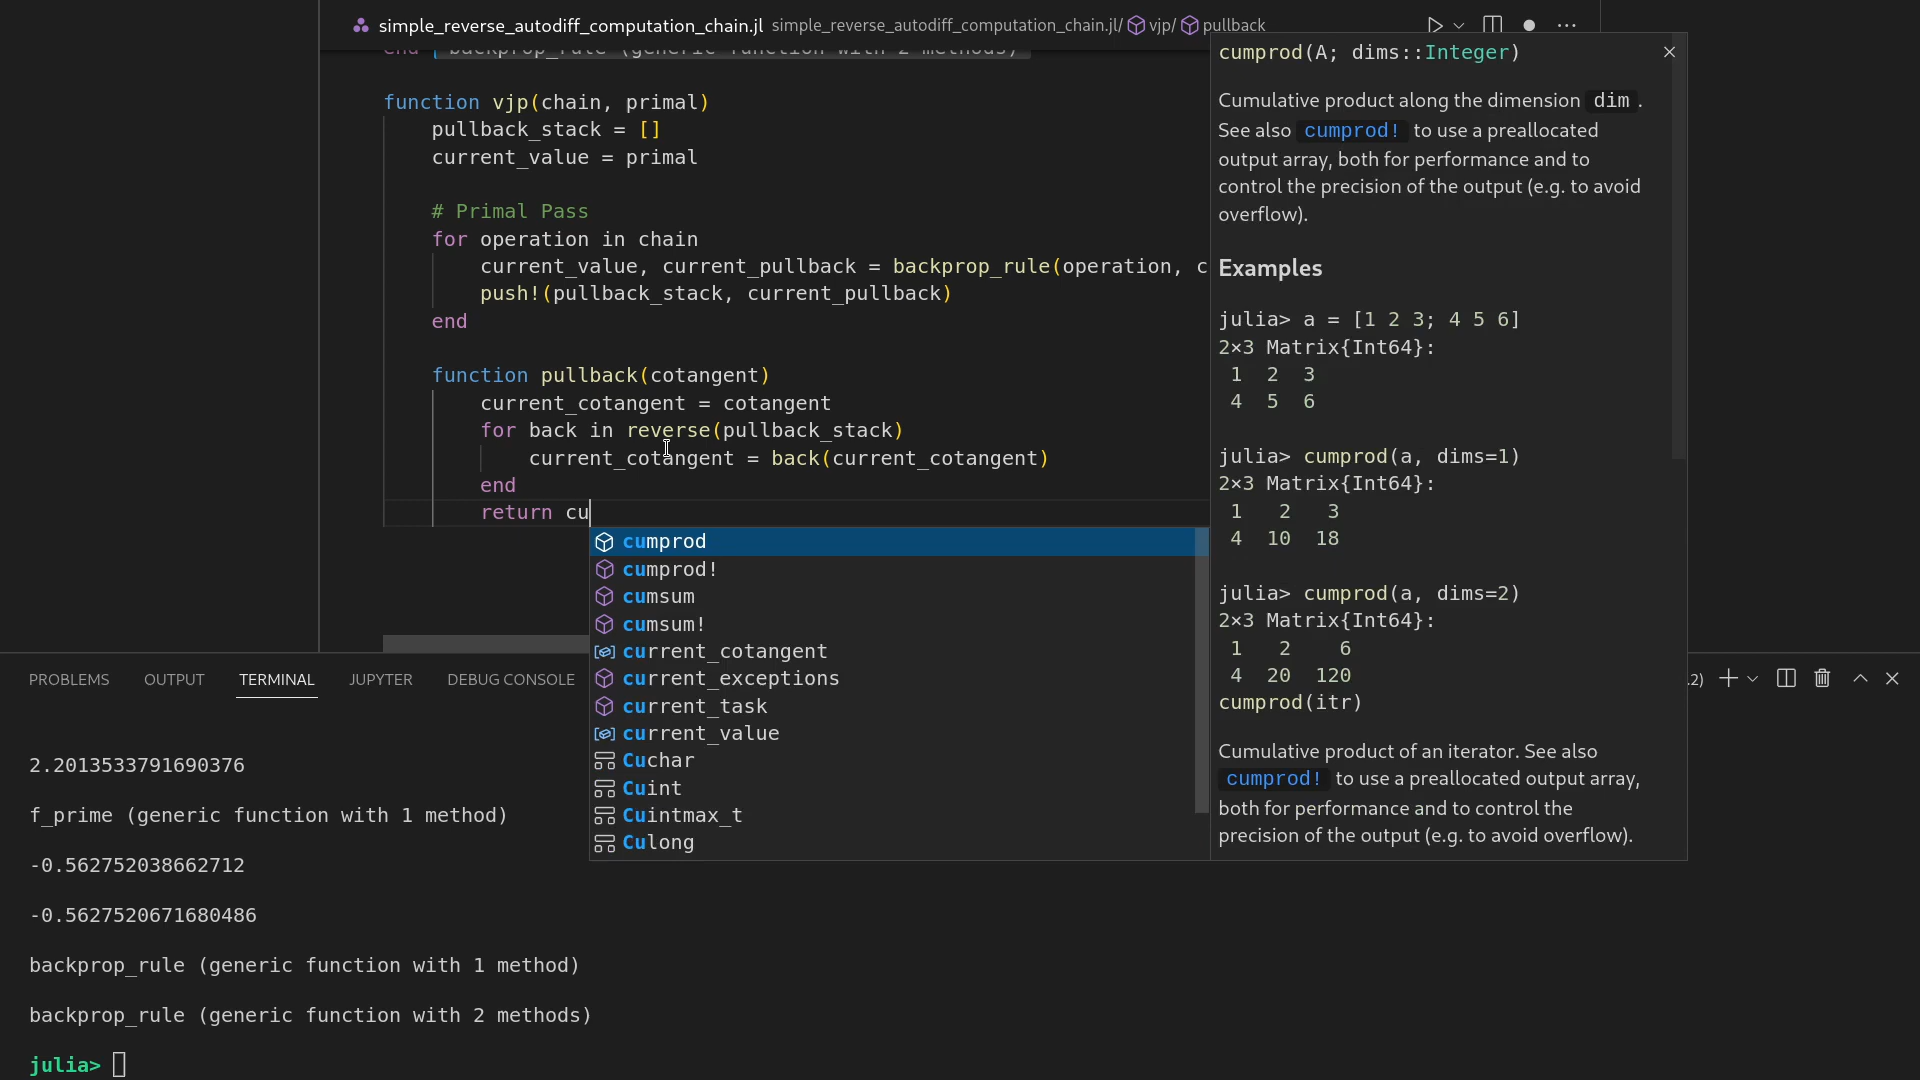 simple_reverse_autodiff_computation_chain.jl simple_reverse_autodiff_computation_chain.jl/ vjp/ pullback
end backprop_rule (generic function with 2 methods)
function vjp(chain, primal)
pullback_stack = []
current_value = primal
# Primal Pass
for operation in chain
current_value, current_pullback = backprop_rule(operation, c
push!(pullback_stack, current_pullback)
end
function pullback(cotangent)
current_cotangent = cotangent
for back in reverse(pullback_stack)
current_cotangent = back(current_cotangent)
end
return cu
cumprod
cumprod!
cumsum
cumsum!
current_cotangent
current_exceptions
current_task
current_value
Cuchar
Cuint
Cuintmax_t
Culong
cumprod(A; dims::Integer)
Cumulative product along the dimension dim .
See also cumprod! to use a preallocated
output array, both for performance and to
control the precision of the output (e.g. to avoid
overflow).
Examples
julia> a = [1 2 3; 4 5 6]
2×3 Matrix{Int64}:
1 2 3
4 5 6
julia> cumprod(a, dims=1)
2×3 Matrix{Int64}:
1 2 3
4 10 18
julia> cumprod(a, dims=2)
2×3 Matrix{Int64}:
1 2 6
4 20 120
cumprod(itr)
Cumulative product of an iterator. See also
cumprod! to use a preallocated output array,
both for performance and to control the
precision of the output (e.g. to avoid overflow).
PROBLEMS OUTPUT TERMINAL JUPYTER DEBUG CONSOLE .2)
2.2013533791690376
f_prime (generic function with 1 method)
-0.562752038662712
-0.5627520671680486
backprop_rule (generic function with 1 method)
backprop_rule (generic function with 2 methods)
julia>